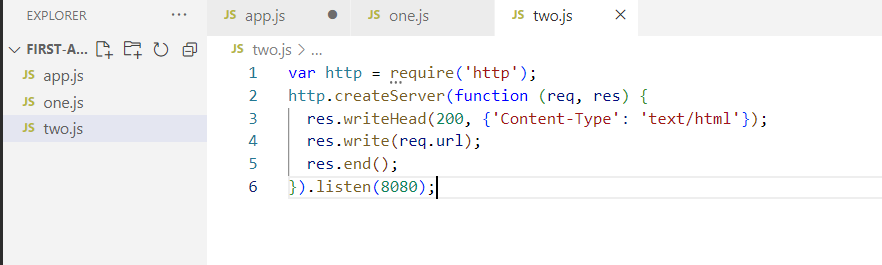 EXPLORER ...
JS app.js JS one.js JS two.js
FIRST-A...
JS app.js
JS one.js
JS two.js
JS two.js > ...
1 var http = require('http');
2 http.createServer(function (req, res) {
3 res.writeHead(200, {'Content-Type': 'text/html'});
4 res.write(req.url);
5 res.end();
6 }).listen(8080);